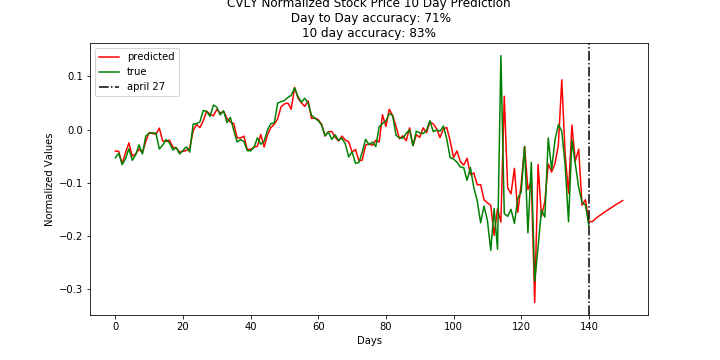 CVLY Normalized Stock Price 10 Day Prediction
Day to Day accuracy: 71%
10 day accuracy: 83%
predicted
true
april 27
Normalized Values
0.1
0.0
−0.1
−0.2
−0.3
0 20 40 60 80 100 120 140
Days